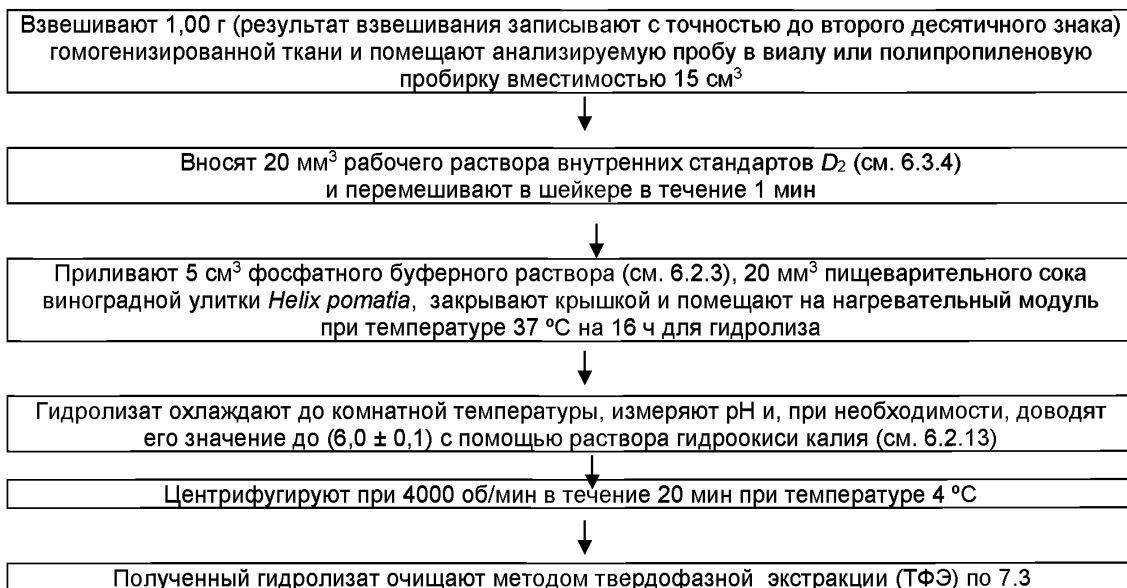 Взвешивают 1,00 г (результат взвешивания записывают с точностью до второго десятичного знака)
гомогенизированной ткани и помещают анализируемую пробу в виалу или полипропиленовую
пробирку вместимостью 15 см³
Вносят 20 мм³ рабочего раствора внутренних стандартов D₂ (см. 6.3.4)
и перемешивают в шейкере в течение 1 мин
Приливают 5 см³ фосфатного буферного раствора (см. 6.2.3), 20 мм³ пищеварительного сока
виноградной улитки Helix pomatia, закрывают крышкой и помещают на нагревательный модуль
при температуре 37 ºС на 16 ч для гидролиза
Гидролизат охлаждают до комнатной температуры, измеряют рН и, при необходимости, доводят
его значение до (6,0 ± 0,1) с помощью раствора гидроокиси калия (см. 6.2.13)
Центрифугируют при 4000 об/мин в течение 20 мин при температуре 4 ºС
Полученный гидролизат очищают методом твердофазной экстракции (ТФЭ) по 7.3